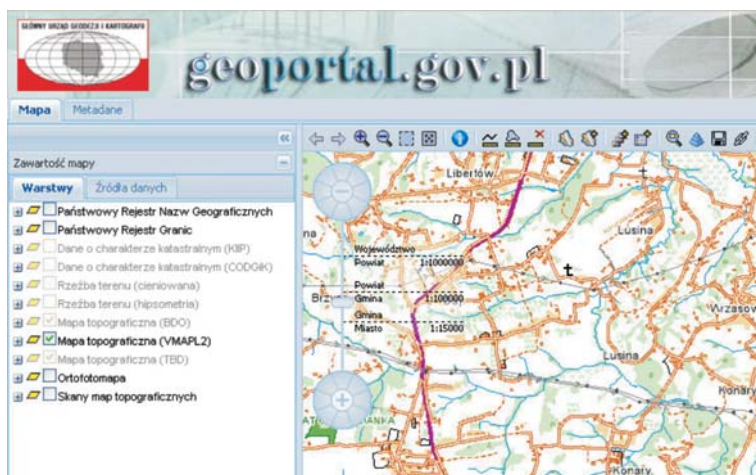 GŁÓWNY URZĄD GEODEZJI I KARTOGRAFII
geoportal.gov.pl
Mapa
Metadane
Zawartość mapy
Warstwy
Źródła danych
Państwowy Rejestr Nazw Geograficznych
Państwowy Rejestr Granic
Dane o charakterze katastralnym (KIIP)
Dane o charakterze katastralnym (CODGiK)
Rzeźba terenu (cieniowana)
Rzeźba terenu (hipsometria)
Mapa topograficzna (BDO)
Mapa topograficzna (VMAPL2)
Mapa topograficzna (TBD)
Ortofotomapa
Skany map topograficznych
Libertów
Lusina
Województwo
Powiat 1:1000000
Powiat
Gmina 1:100000
Gmina
Miasto 1:15000
Lusina
Konary
Konary